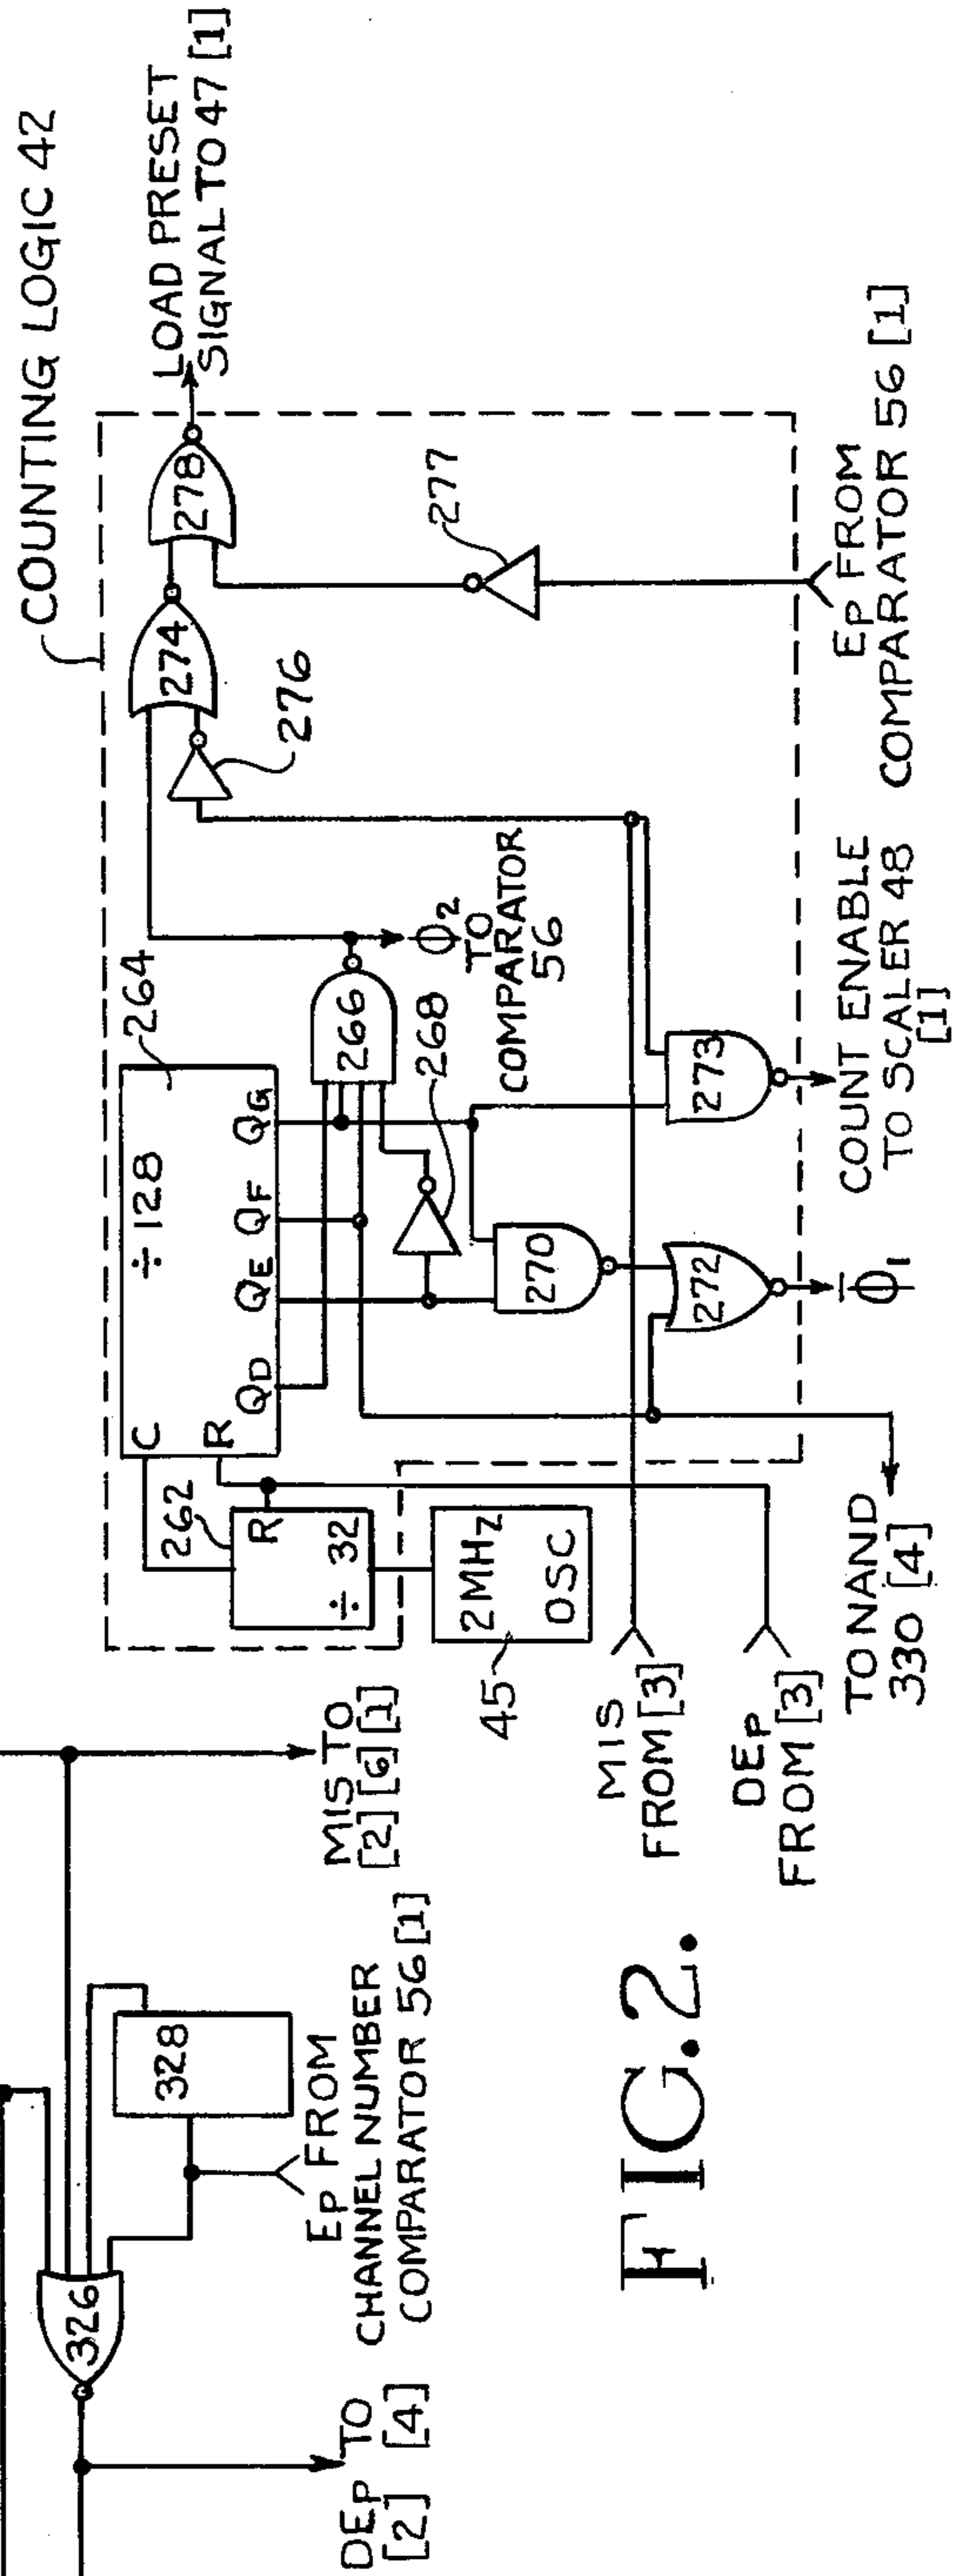 COUNTING LOGIC 42
LOAD PRESET
SIGNAL TO 47 [1]
264
÷ 128
C
R
QD QE QF QG
262
R
÷ 32
2MHz
OSC
45
266
268
270
272
273
274
276
277
278
ϕ2
TO
COMPARATOR
56
ϕ1
MIS
FROM [3]
DEP
FROM [3]
TO NAND
330 [4]
COUNT ENABLE
TO SCALER 48
[1]
EP FROM
COMPARATOR 56 [1]
MIS TO
[2] [6] [1]
326
328
EP FROM
CHANNEL NUMBER
COMPARATOR 56 [1]
DEP TO
[2] [4]
FIG.2.